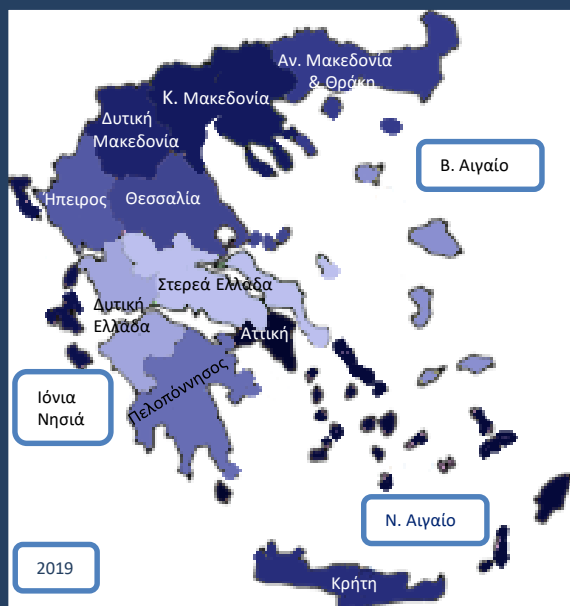 Αν. Μακεδονία
& Θράκη
Κ. Μακεδονία
Δυτική
Μακεδονία
Β. Αιγαίο
Ήπειρος
Θεσσαλία
Στερεά Ελλάδα
Δυτική
Ελλάδα
Αττική
Πελοπόννησος
Ιόνια
Νησιά
Ν. Αιγαίο
2019
Κρήτη